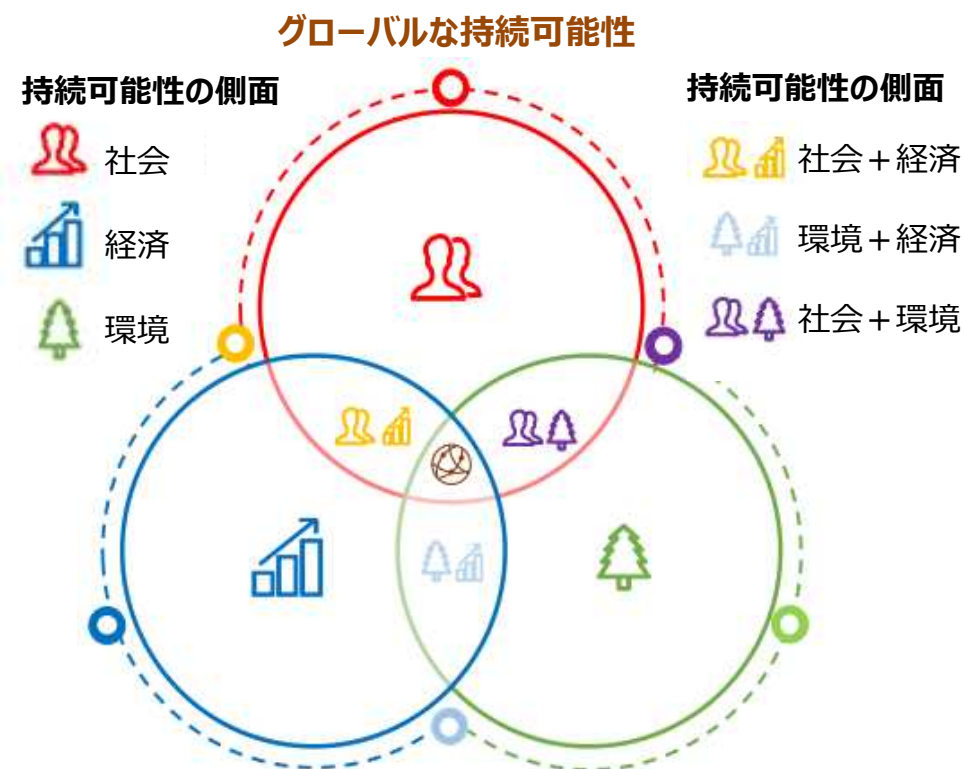 グローバルな持続可能性
持続可能性の側面
社会
経済
環境
持続可能性の側面
社会＋経済
環境＋経済
社会＋環境